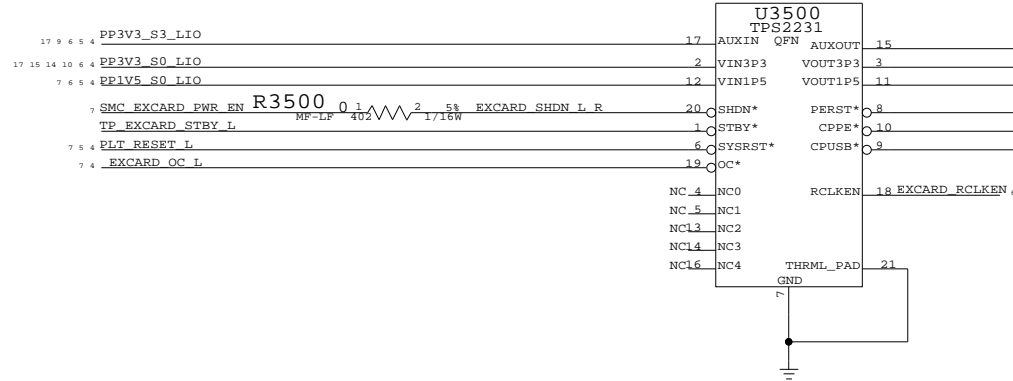 U3500
TPS2231
17 9 6 5 4 PP3V3_S3_LIO 17 AUXIN QFN AUXOUT 15
17 15 14 10 6 4 PP3V3_S0_LIO 2 VIN3P3 VOUT3P3 3
7 6 5 4 PP1V5_S0_LIO 12 VIN1P5 VOUT1P5 11
7 SMC_EXCARD_PWR_EN R3500 0 1 2 5% EXCARD_SHDN_L_R 20 SHDN* PERST* 8
MF-LF 402 1/16W
TP_EXCARD_STBY_L 1 STBY* CPPE* 10
7 5 4 PLT_RESET_L 6 SYSRST* CPUSB* 9
7 4 EXCARD_OC_L 19 OC*
NC 4 NC0 RCLKEN 18 EXCARD_RCLKEN
NC 5 NC1
NC 13 NC2
NC 14 NC3
NC 16 NC4 THRML_PAD 21
GND
7